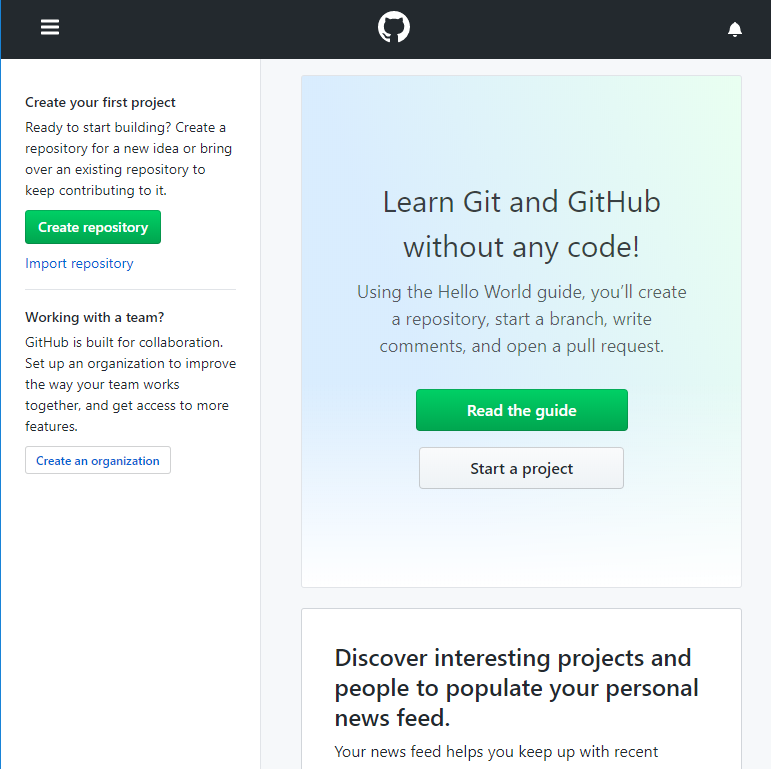 Create your first project
Ready to start building? Create a
repository for a new idea or bring
over an existing repository to
keep contributing to it.
Create repository
Import repository
Working with a team?
GitHub is built for collaboration.
Set up an organization to improve
the way your team works
together, and get access to more
features.
Create an organization
Learn Git and GitHub
without any code!
Using the Hello World guide, you’ll create
a repository, start a branch, write
comments, and open a pull request.
Read the guide
Start a project
Discover interesting projects and
people to populate your personal
news feed.
Your news feed helps you keep up with recent